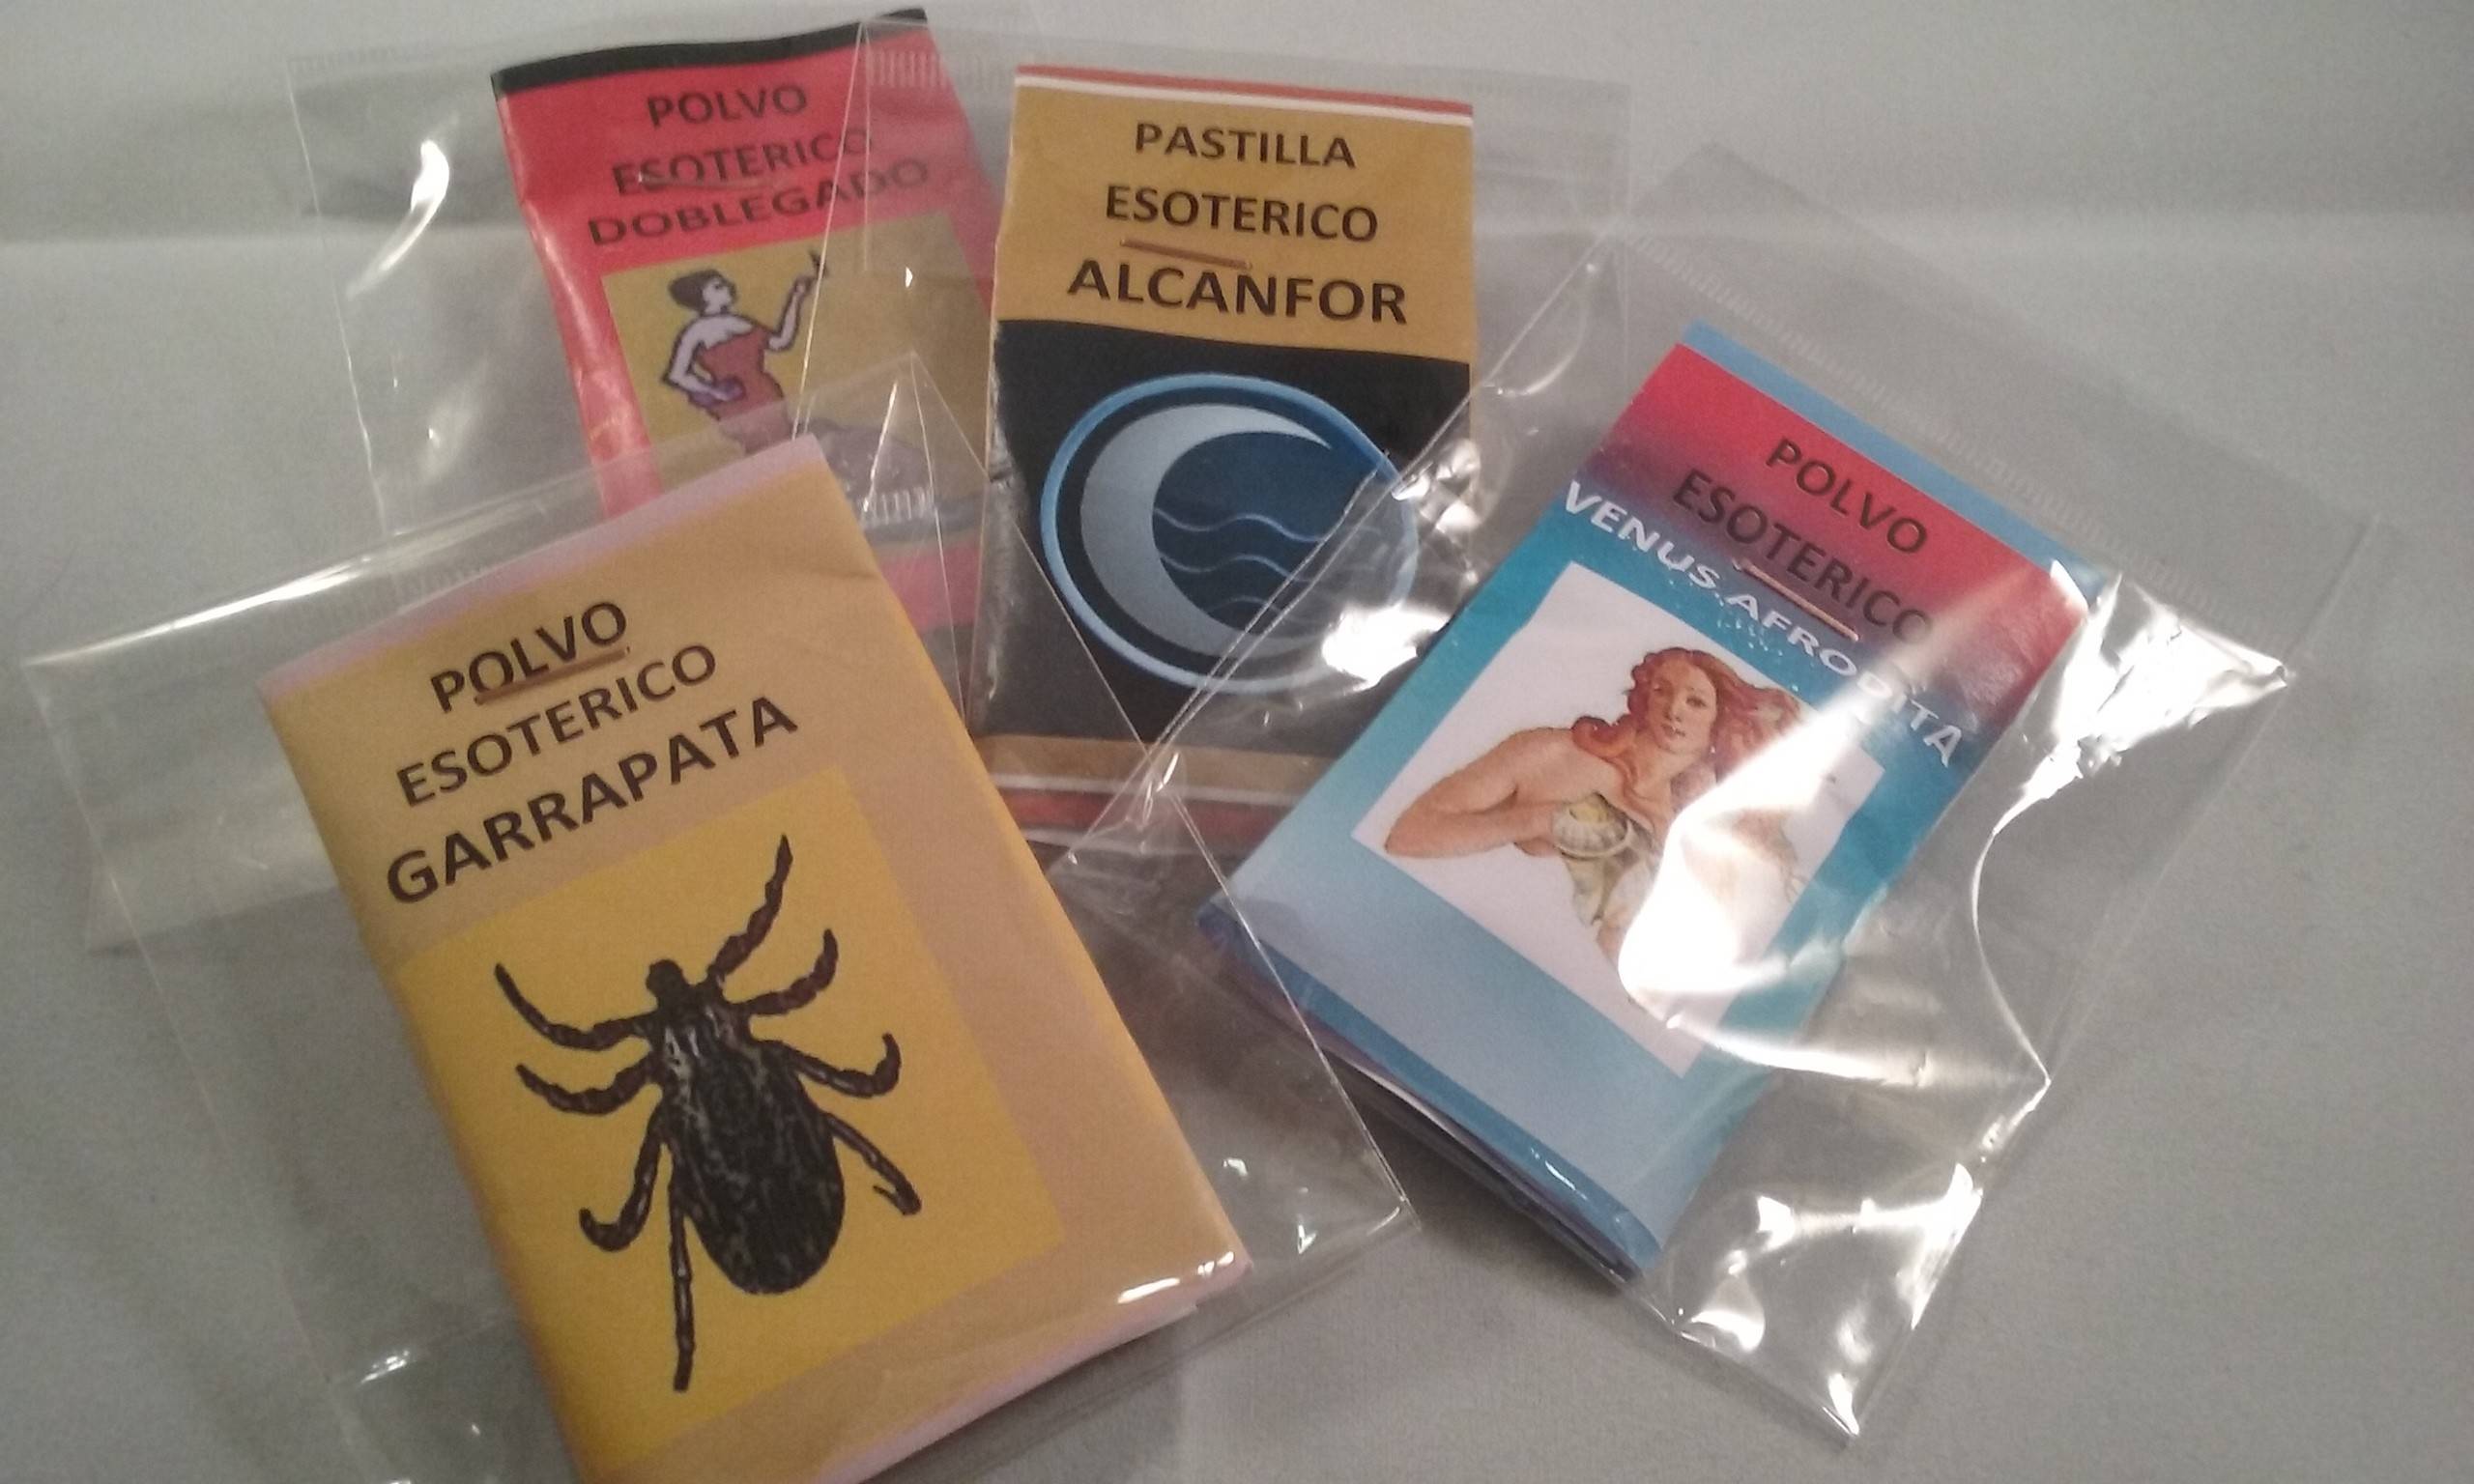 POLVO
ESOTERICO
DOBLEGADO
PASTILLA
ESOTERICO
ALCANFOR
POLVO
ESOTERICO
VENUS AFRODITA
POLVO
ESOTERICO
GARRAPATA